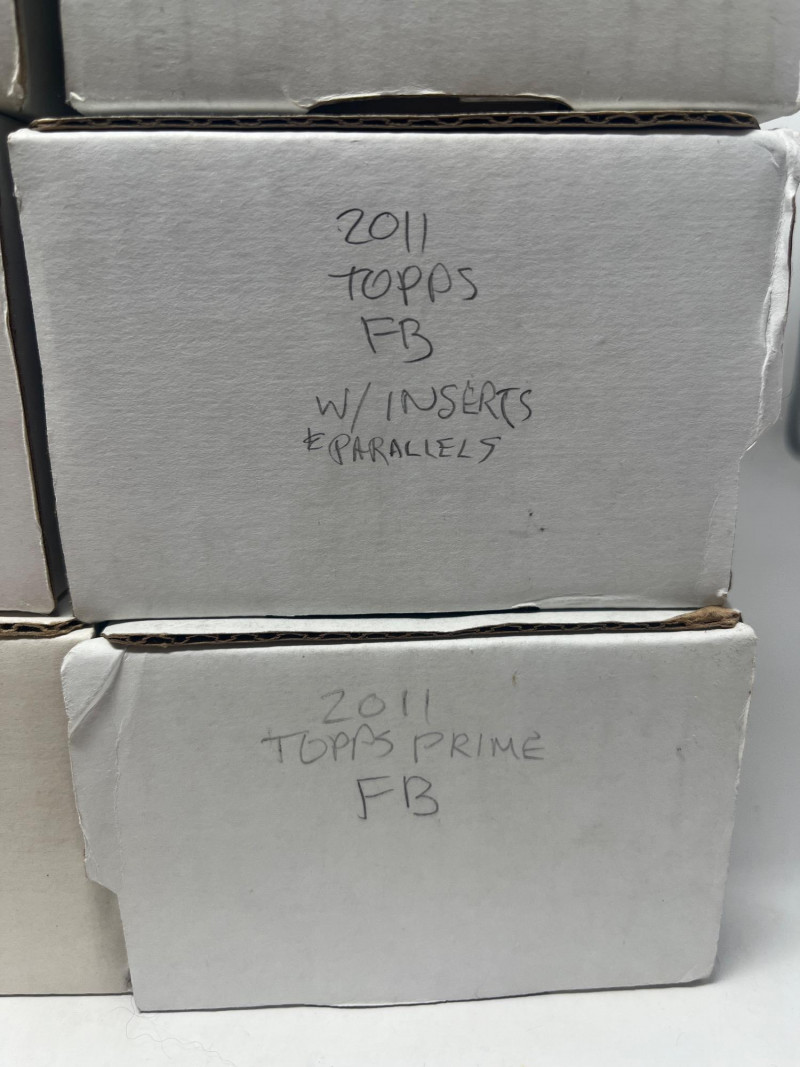 2011
TOPPS
FB
W/ INSERTS
& PARALLELS
2011
TOPPS PRIME
FB